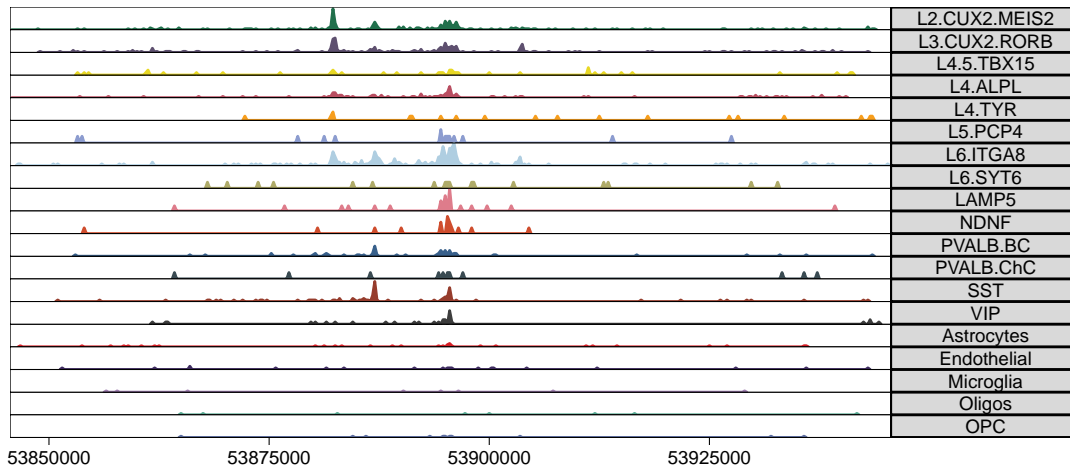 L2.CUX2.MEIS2
L3.CUX2.RORB
L4.5.TBX15
L4.ALPL
L4.TYR
L5.PCP4
L6.ITGA8
L6.SYT6
LAMP5
NDNF
PVALB.BC
PVALB.ChC
SST
VIP
Astrocytes
Endothelial
Microglia
Oligos
OPC
53850000 53875000 53900000 53925000